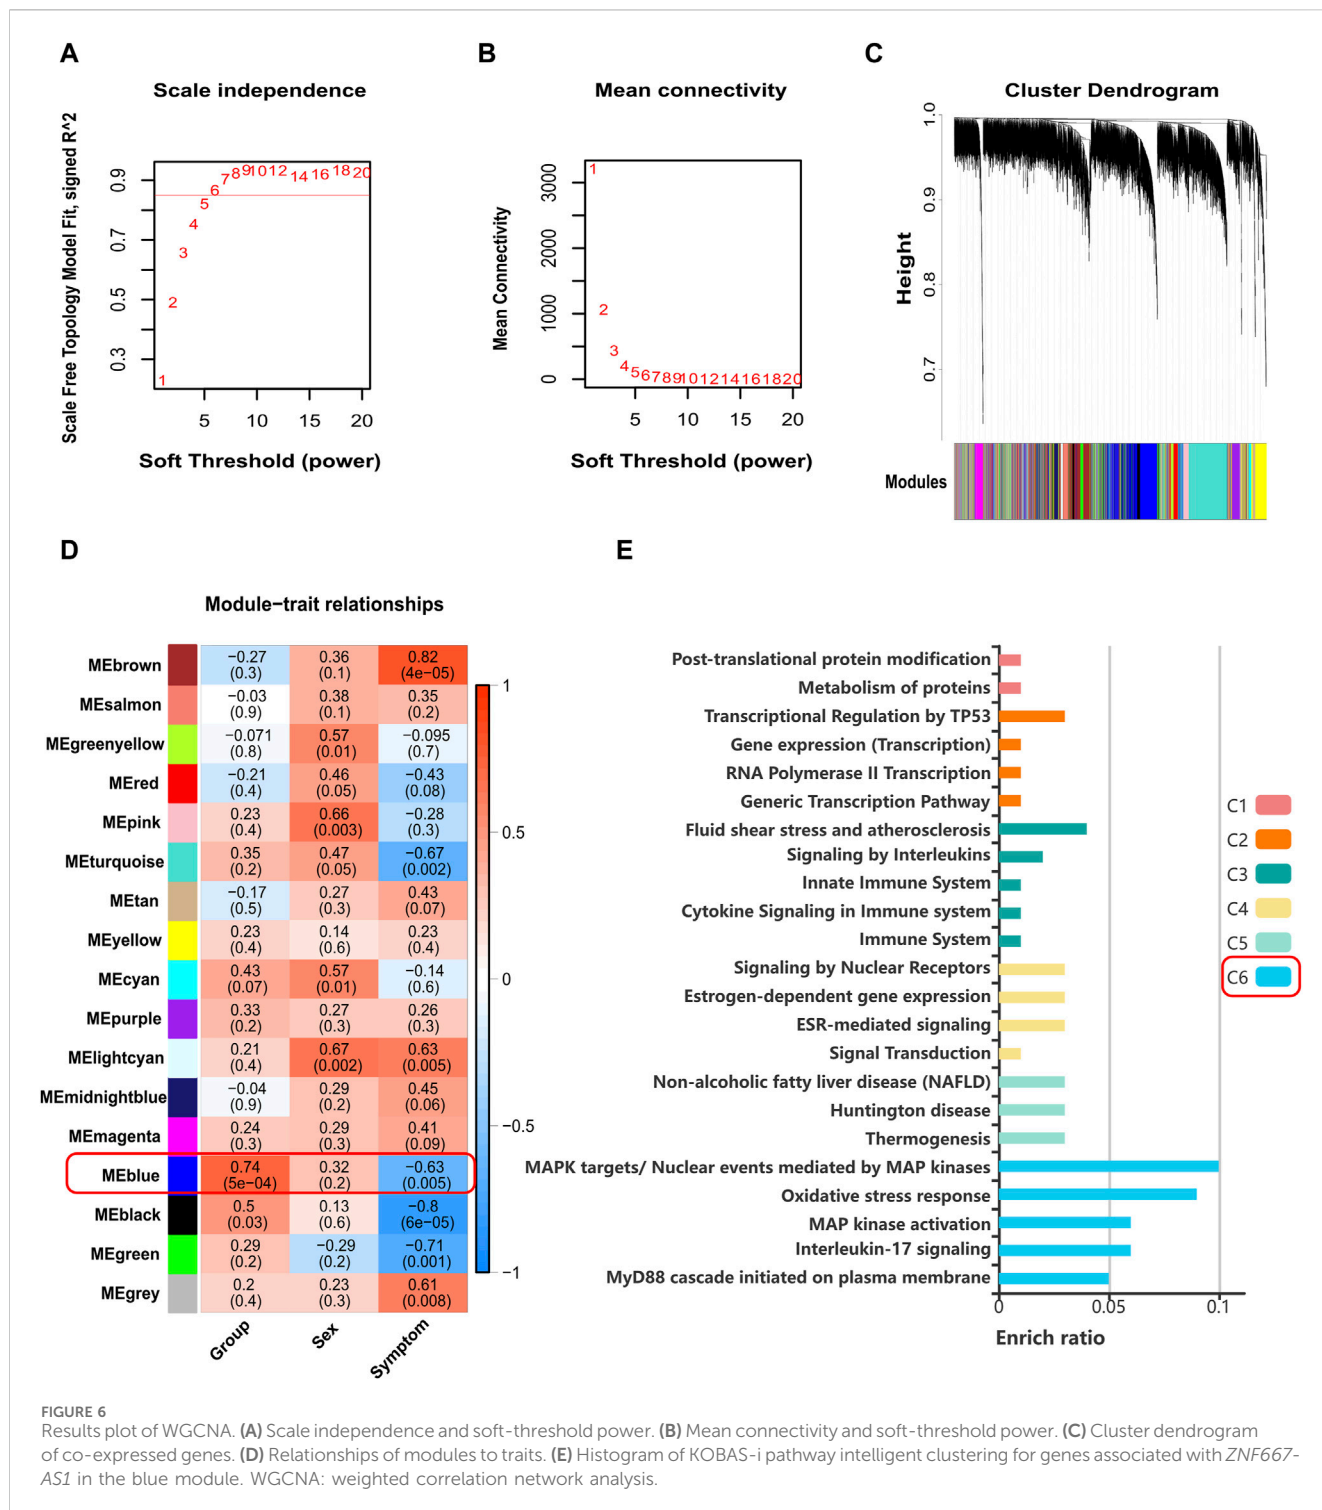 A
Scale independence
Scale Free Topology Model Fit, signed R^2
0.9
0.7
0.5
0.3
1
2
3
4
5
6
7
8
9
10
12
14
16
18
20
5
10
15
20
Soft Threshold (power)
B
Mean connectivity
Mean Connectivity
3000
2000
1000
0
1
2
3
4
5
6
7
8
9
10
12
14
16
18
20
5
10
15
20
Soft Threshold (power)
C
Cluster Dendrogram
Height
1.0
0.9
0.8
0.7
Modules
D
Module−trait relationships
MEbrown −0.27 0.36 0.82
(0.3) (0.1) (4e−05)
MEsalmon −0.03 0.38 0.35
(0.9) (0.1) (0.2)
MEgreenyellow −0.071 0.57 −0.095
(0.8) (0.01) (0.7)
MEred −0.21 0.46 −0.43
(0.4) (0.05) (0.08)
MEpink 0.23 0.66 −0.28
(0.4) (0.003) (0.3)
MEturquoise 0.35 0.47 −0.67
(0.2) (0.05) (0.002)
MEtan −0.17 0.27 0.43
(0.5) (0.3) (0.07)
MEyellow 0.23 0.14 0.23
(0.4) (0.6) (0.4)
MEcyan 0.43 0.57 −0.14
(0.07) (0.01) (0.6)
MEpurple 0.33 0.27 0.26
(0.2) (0.3) (0.3)
MElightcyan 0.21 0.67 0.63
(0.4) (0.002) (0.005)
MEmidnightblue −0.04 0.29 0.45
(0.9) (0.2) (0.06)
MEmagenta 0.24 0.29 0.41
(0.3) (0.3) (0.09)
MEblue 0.74 0.32 −0.63
(5e−04) (0.2) (0.005)
MEblack 0.5 0.13 −0.8
(0.03) (0.6) (6e−05)
MEgreen 0.29 −0.29 −0.71
(0.2) (0.2) (0.001)
MEgrey 0.2 0.23 0.61
(0.4) (0.3) (0.008)
Group
Sex
Symptom
1
0.5
0
−0.5
−1
E
Post-translational protein modification
Metabolism of proteins
Transcriptional Regulation by TP53
Gene expression (Transcription)
RNA Polymerase II Transcription
Generic Transcription Pathway
Fluid shear stress and atherosclerosis
Signaling by Interleukins
Innate Immune System
Cytokine Signaling in Immune system
Immune System
Signaling by Nuclear Receptors
Estrogen-dependent gene expression
ESR-mediated signaling
Signal Transduction
Non-alcoholic fatty liver disease (NAFLD)
Huntington disease
Thermogenesis
MAPK targets/ Nuclear events mediated by MAP kinases
Oxidative stress response
MAP kinase activation
Interleukin-17 signaling
MyD88 cascade initiated on plasma membrane
0
0.05
0.1
Enrich ratio
C1
C2
C3
C4
C5
C6
FIGURE 6
Results plot of WGCNA. (A) Scale independence and soft-threshold power. (B) Mean connectivity and soft-threshold power. (C) Cluster dendrogram
of co-expressed genes. (D) Relationships of modules to traits. (E) Histogram of KOBAS-i pathway intelligent clustering for genes associated with ZNF667-
AS1 in the blue module. WGCNA: weighted correlation network analysis.